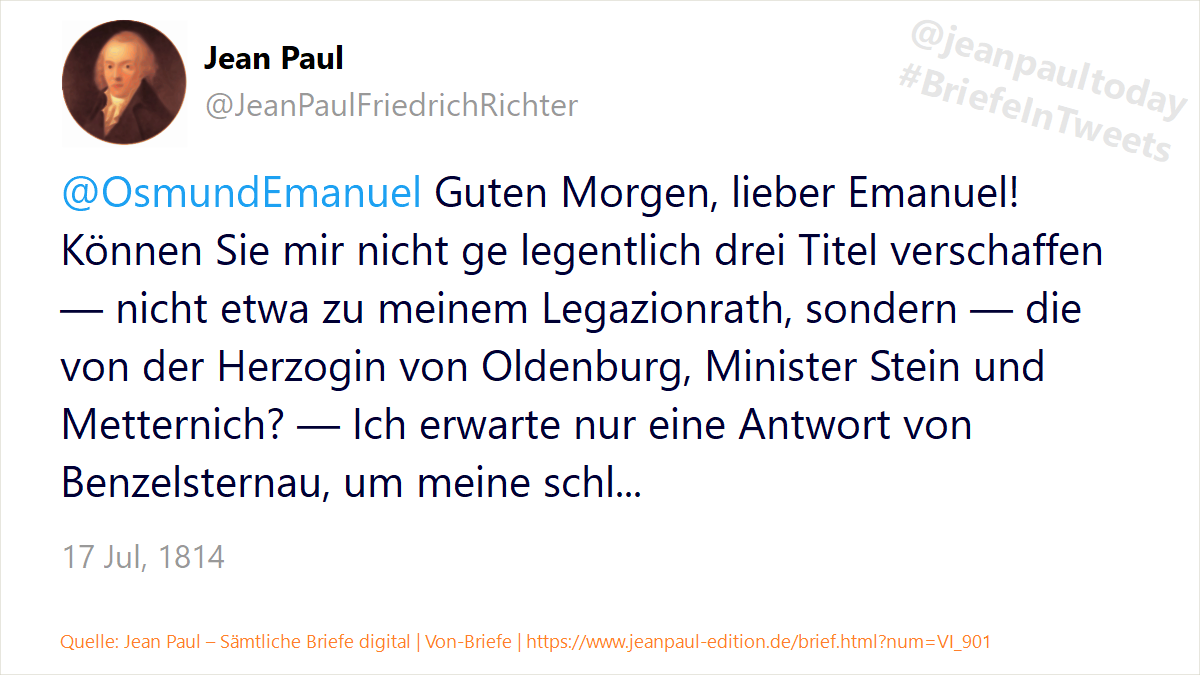 Jean Paul
@JeanPaulFriedrichRichter
@jeanpaultoday
#BriefeInTweets
@OsmundEmanuel Guten Morgen, lieber Emanuel!
Können Sie mir nicht ge legentlich drei Titel verschaffen
— nicht etwa zu meinem Legazionrath, sondern — die
von der Herzogin von Oldenburg, Minister Stein und
Metternich? — Ich erwarte nur eine Antwort von
Benzelsternau, um meine schl...
17 Jul, 1814
Quelle: Jean Paul – Sämtliche Briefe digital | Von-Briefe | https://www.jeanpaul-edition.de/brief.html?num=VI_901